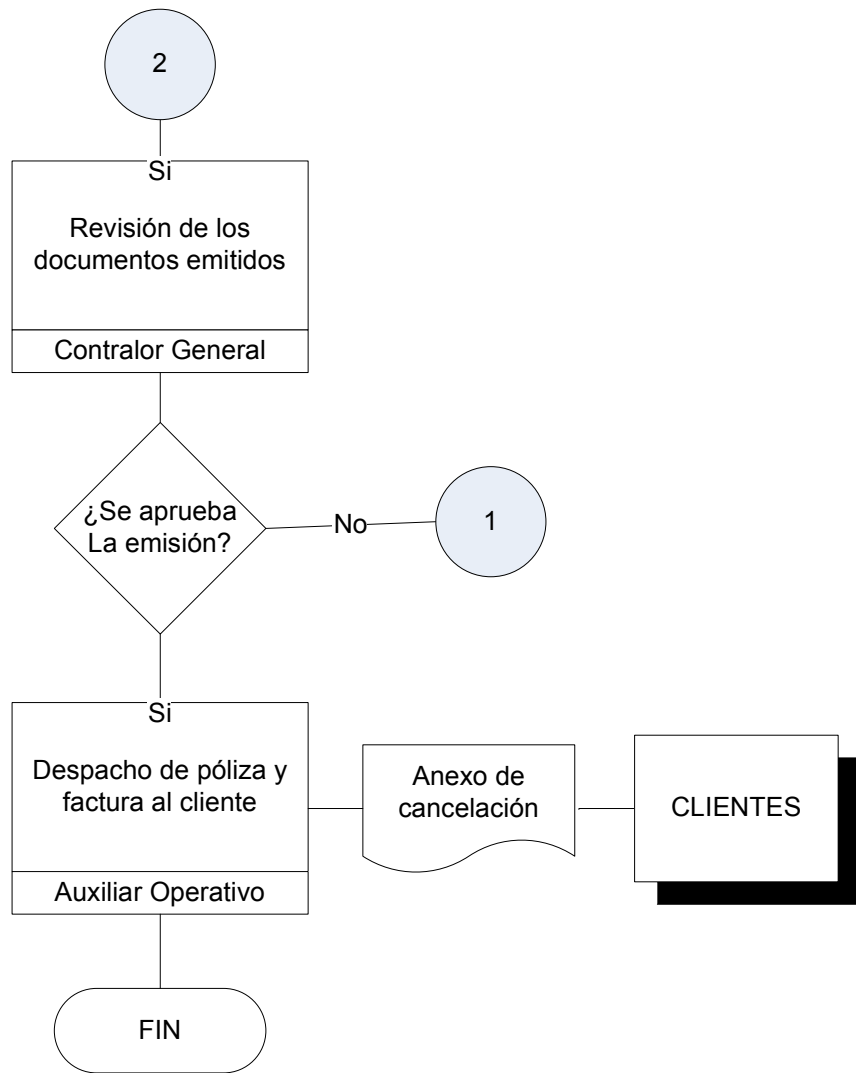 2
Si
Revisión de los
documentos emitidos
Contralor General
¿Se aprueba
La emisión?
No
1
Si
Despacho de póliza y
factura al cliente
Auxiliar Operativo
Anexo de
cancelación
CLIENTES
FIN